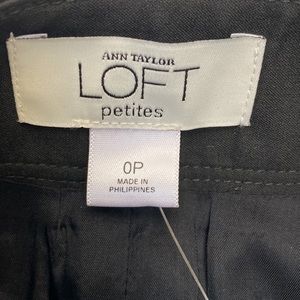 ANN TAYLOR
LOFT
petites
0P
MADE IN
PHILIPPINES